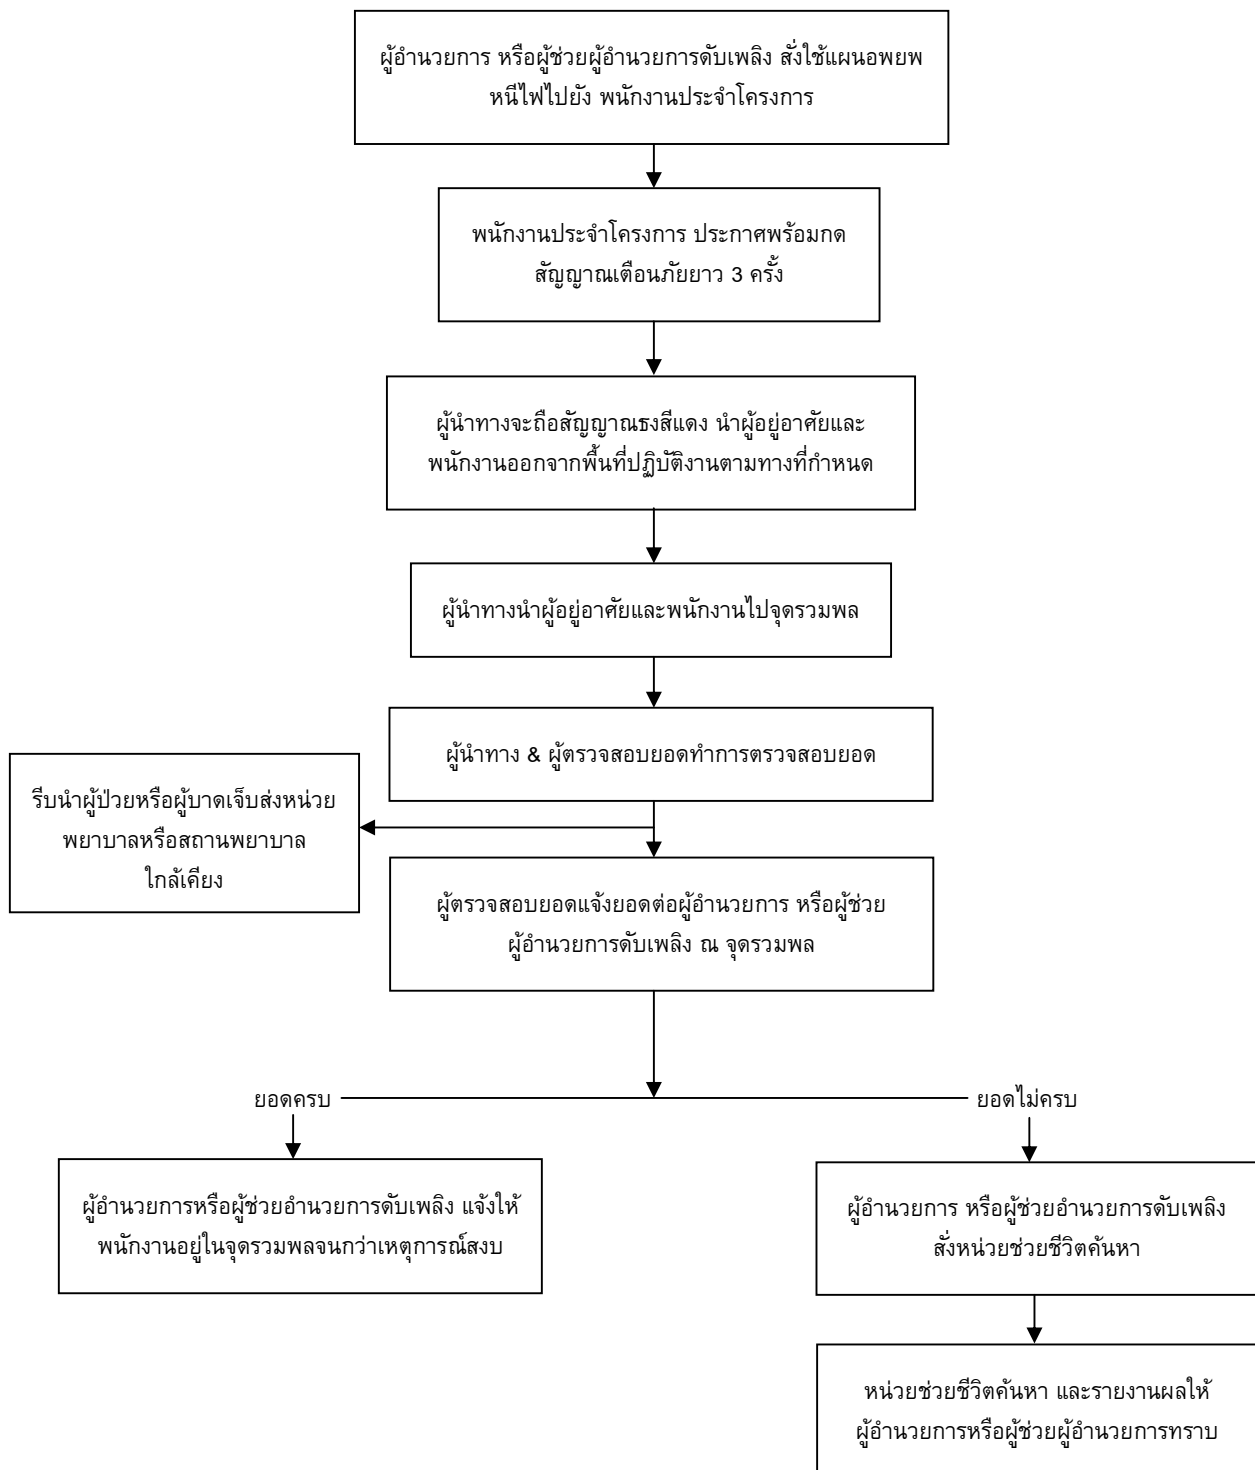 ผู้อำนวยการ หรือผู้ช่วยผู้อำนวยการดับเพลิง สั่งใช้แผนอพยพ
หนีไฟไปยัง พนักงานประจำโครงการ
พนักงานประจำโครงการ ประกาศพร้อมกด
สัญญาณเตือนภัยยาว 3 ครั้ง
ผู้นำทางจะถือสัญญาณธงสีแดง นำผู้อยู่อาศัยและ
พนักงานออกจากพื้นที่ปฏิบัติงานตามทางที่กำหนด
ผู้นำทางนำผู้อยู่อาศัยและพนักงานไปจุดรวมพล
ผู้นำทาง & ผู้ตรวจสอบยอดทำการตรวจสอบยอด
รีบนำผู้ป่วยหรือผู้บาดเจ็บส่งหน่วย
พยาบาลหรือสถานพยาบาล
ใกล้เคียง
ผู้ตรวจสอบยอดแจ้งยอดต่อผู้อำนวยการ หรือผู้ช่วย
ผู้อำนวยการดับเพลิง ณ จุดรวมพล
ยอดครบ
ยอดไม่ครบ
ผู้อำนวยการหรือผู้ช่วยอำนวยการดับเพลิง แจ้งให้
พนักงานอยู่ในจุดรวมพลจนกว่าเหตุการณ์สงบ
ผู้อำนวยการ หรือผู้ช่วยอำนวยการดับเพลิง
สั่งหน่วยช่วยชีวิตค้นหา
หน่วยช่วยชีวิตค้นหา และรายงานผลให้
ผู้อำนวยการหรือผู้ช่วยผู้อำนวยการทราบ